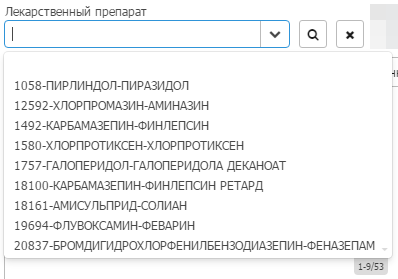 Лекарственный препарат
1058-ПИРЛИНДОЛ-ПИРАЗИДОЛ
12592-ХЛОРПРОМАЗИН-АМИНАЗИН
1492-КАРБАМАЗЕПИН-ФИНЛЕПСИН
1580-ХЛОРПРОТИКСЕН-ХЛОРПРОТИКСЕН
1757-ГАЛОПЕРИДОЛ-ГАЛОПЕРИДОЛА ДЕКАНОАТ
18100-КАРБАМАЗЕПИН-ФИНЛЕПСИН РЕТАРД
18161-АМИСУЛЬПРИД-СОЛИАН
19694-ФЛУВОКСАМИН-ФЕВАРИН
20837-БРОМДИГИДРОХЛОРФЕНИЛБЕНЗОДИАЗЕПИН-ФЕНАЗЕПАМ
1-9/53